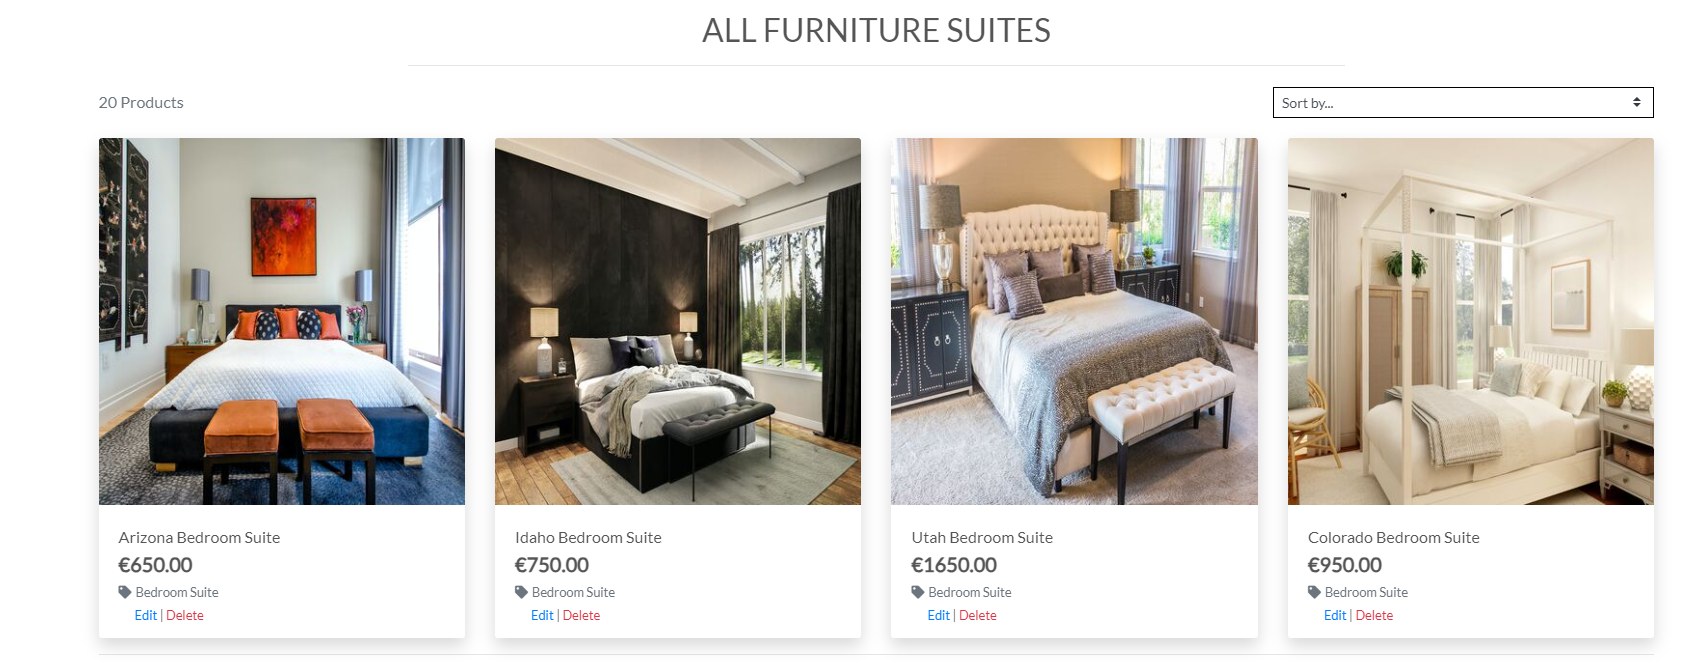 ALL FURNITURE SUITES
20 Products
Sort by...
Arizona Bedroom Suite
€650.00
Bedroom Suite
Edit | Delete
Idaho Bedroom Suite
€750.00
Bedroom Suite
Edit | Delete
Utah Bedroom Suite
€1650.00
Bedroom Suite
Edit | Delete
Colorado Bedroom Suite
€950.00
Bedroom Suite
Edit | Delete